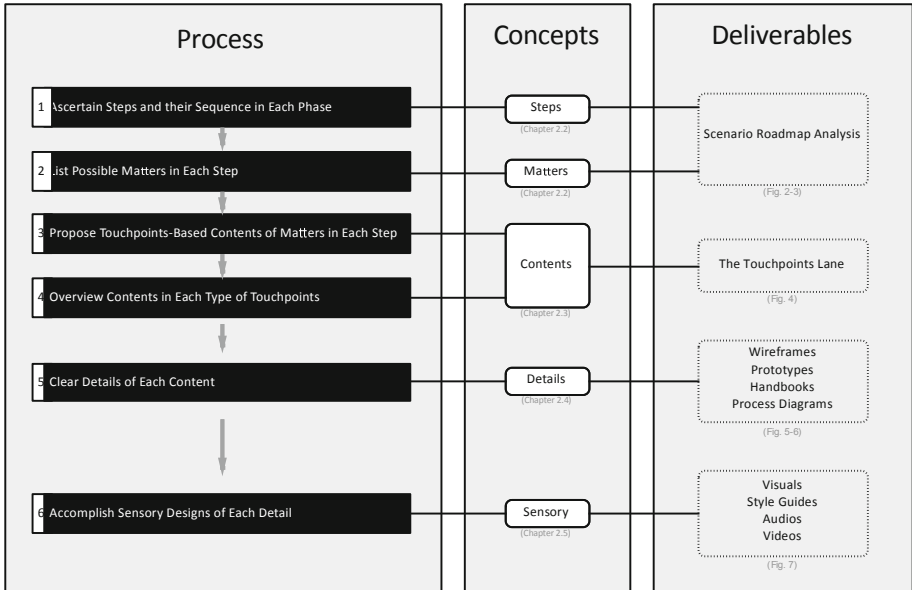 Process
Concepts
Deliverables
1 Ascertain Steps and their Sequence in Each Phase
Steps
(Chapter 2.2)
Scenario Roadmap Analysis
(Fig. 2-3)
2 List Possible Matters in Each Step
Matters
(Chapter 2.2)
3 Propose Touchpoints-Based Contents of Matters in Each Step
Contents
(Chapter 2.3)
The Touchpoints Lane
(Fig. 4)
4 Overview Contents in Each Type of Touchpoints
5 Clear Details of Each Content
Details
(Chapter 2.4)
Wireframes
Prototypes
Handbooks
Process Diagrams
(Fig. 5-6)
6 Accomplish Sensory Designs of Each Detail
Sensory
(Chapter 2.5)
Visuals
Style Guides
Audios
Videos
(Fig. 7)